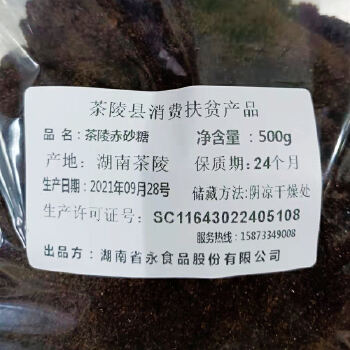 茶陵县消费扶贫产品
品 名：茶陵赤砂糖 净含量：500g
产地：湖南茶陵 保质期：24个月
生产日期：2021年09月28号 储藏方法：阴凉干燥处
生产许可证号：SC11643022405108
服务热线：15873349008
出品方：湖南省永食品股份有限公司